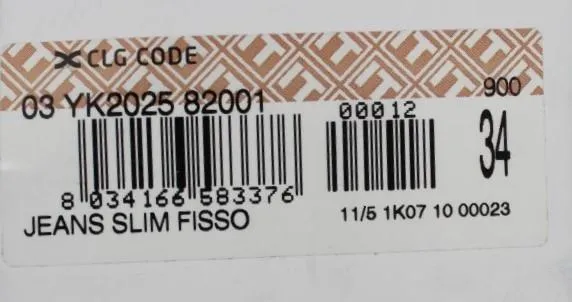 CLG CODE
03 YK2025 82001
900
00012
34
8 034166 583376
JEANS SLIM FISSO
11/5 1K07 10 00023